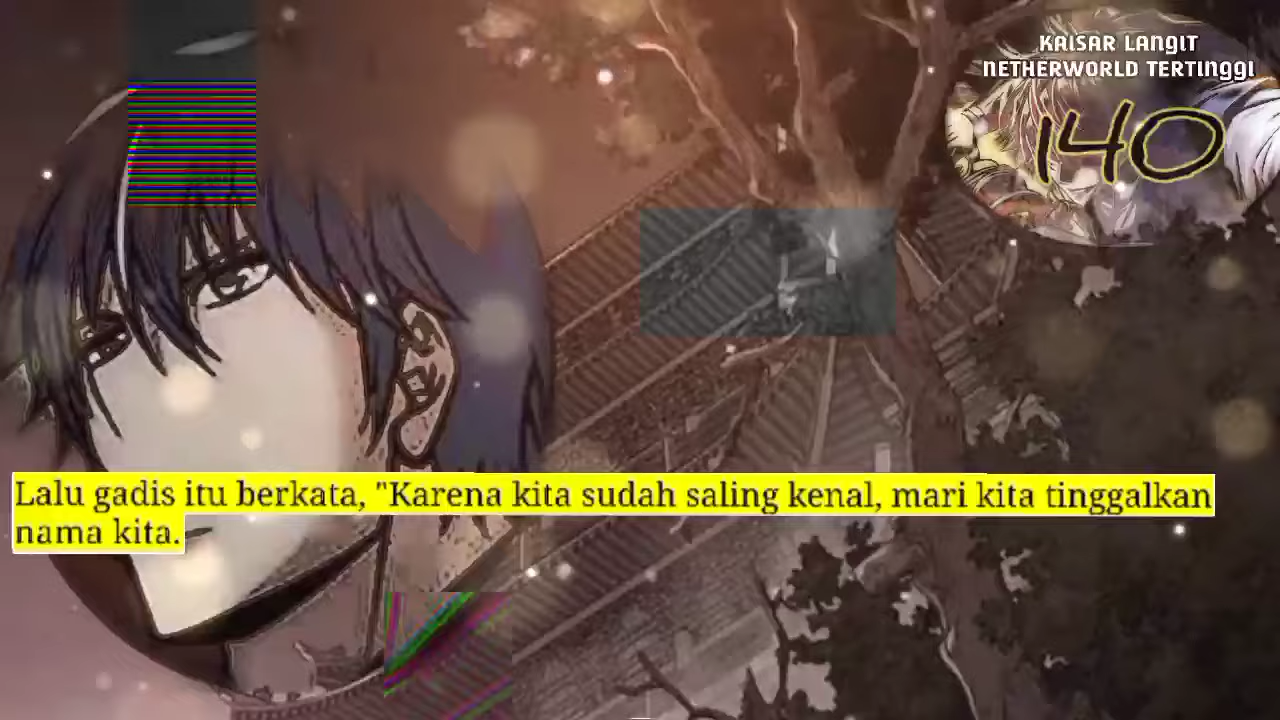 KAISAR LANGIT
NETHERWORLD TERTINGGI
140
Lalu gadis itu berkata, "Karena kita sudah saling kenal, mari kita tinggalkan
nama kita.